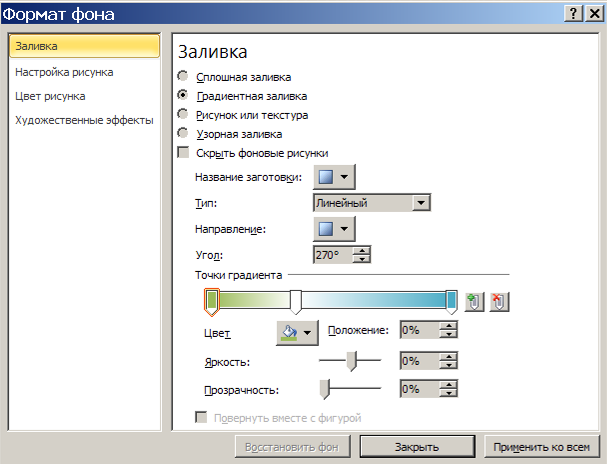 Формат фона
Заливка
Настройка рисунка
Цвет рисунка
Художественные эффекты
Заливка
Сплошная заливка
Градиентная заливка
Рисунок или текстура
Узорная заливка
Скрыть фоновые рисунки
Название заготовки:
Тип: Линейный
Направление:
Угол: 270°
Точки градиента
Цвет Положение: 0%
Яркость: 0%
Прозрачность: 0%
Повернуть вместе с фигурой
Восстановить фон Закрыть Применить ко всем